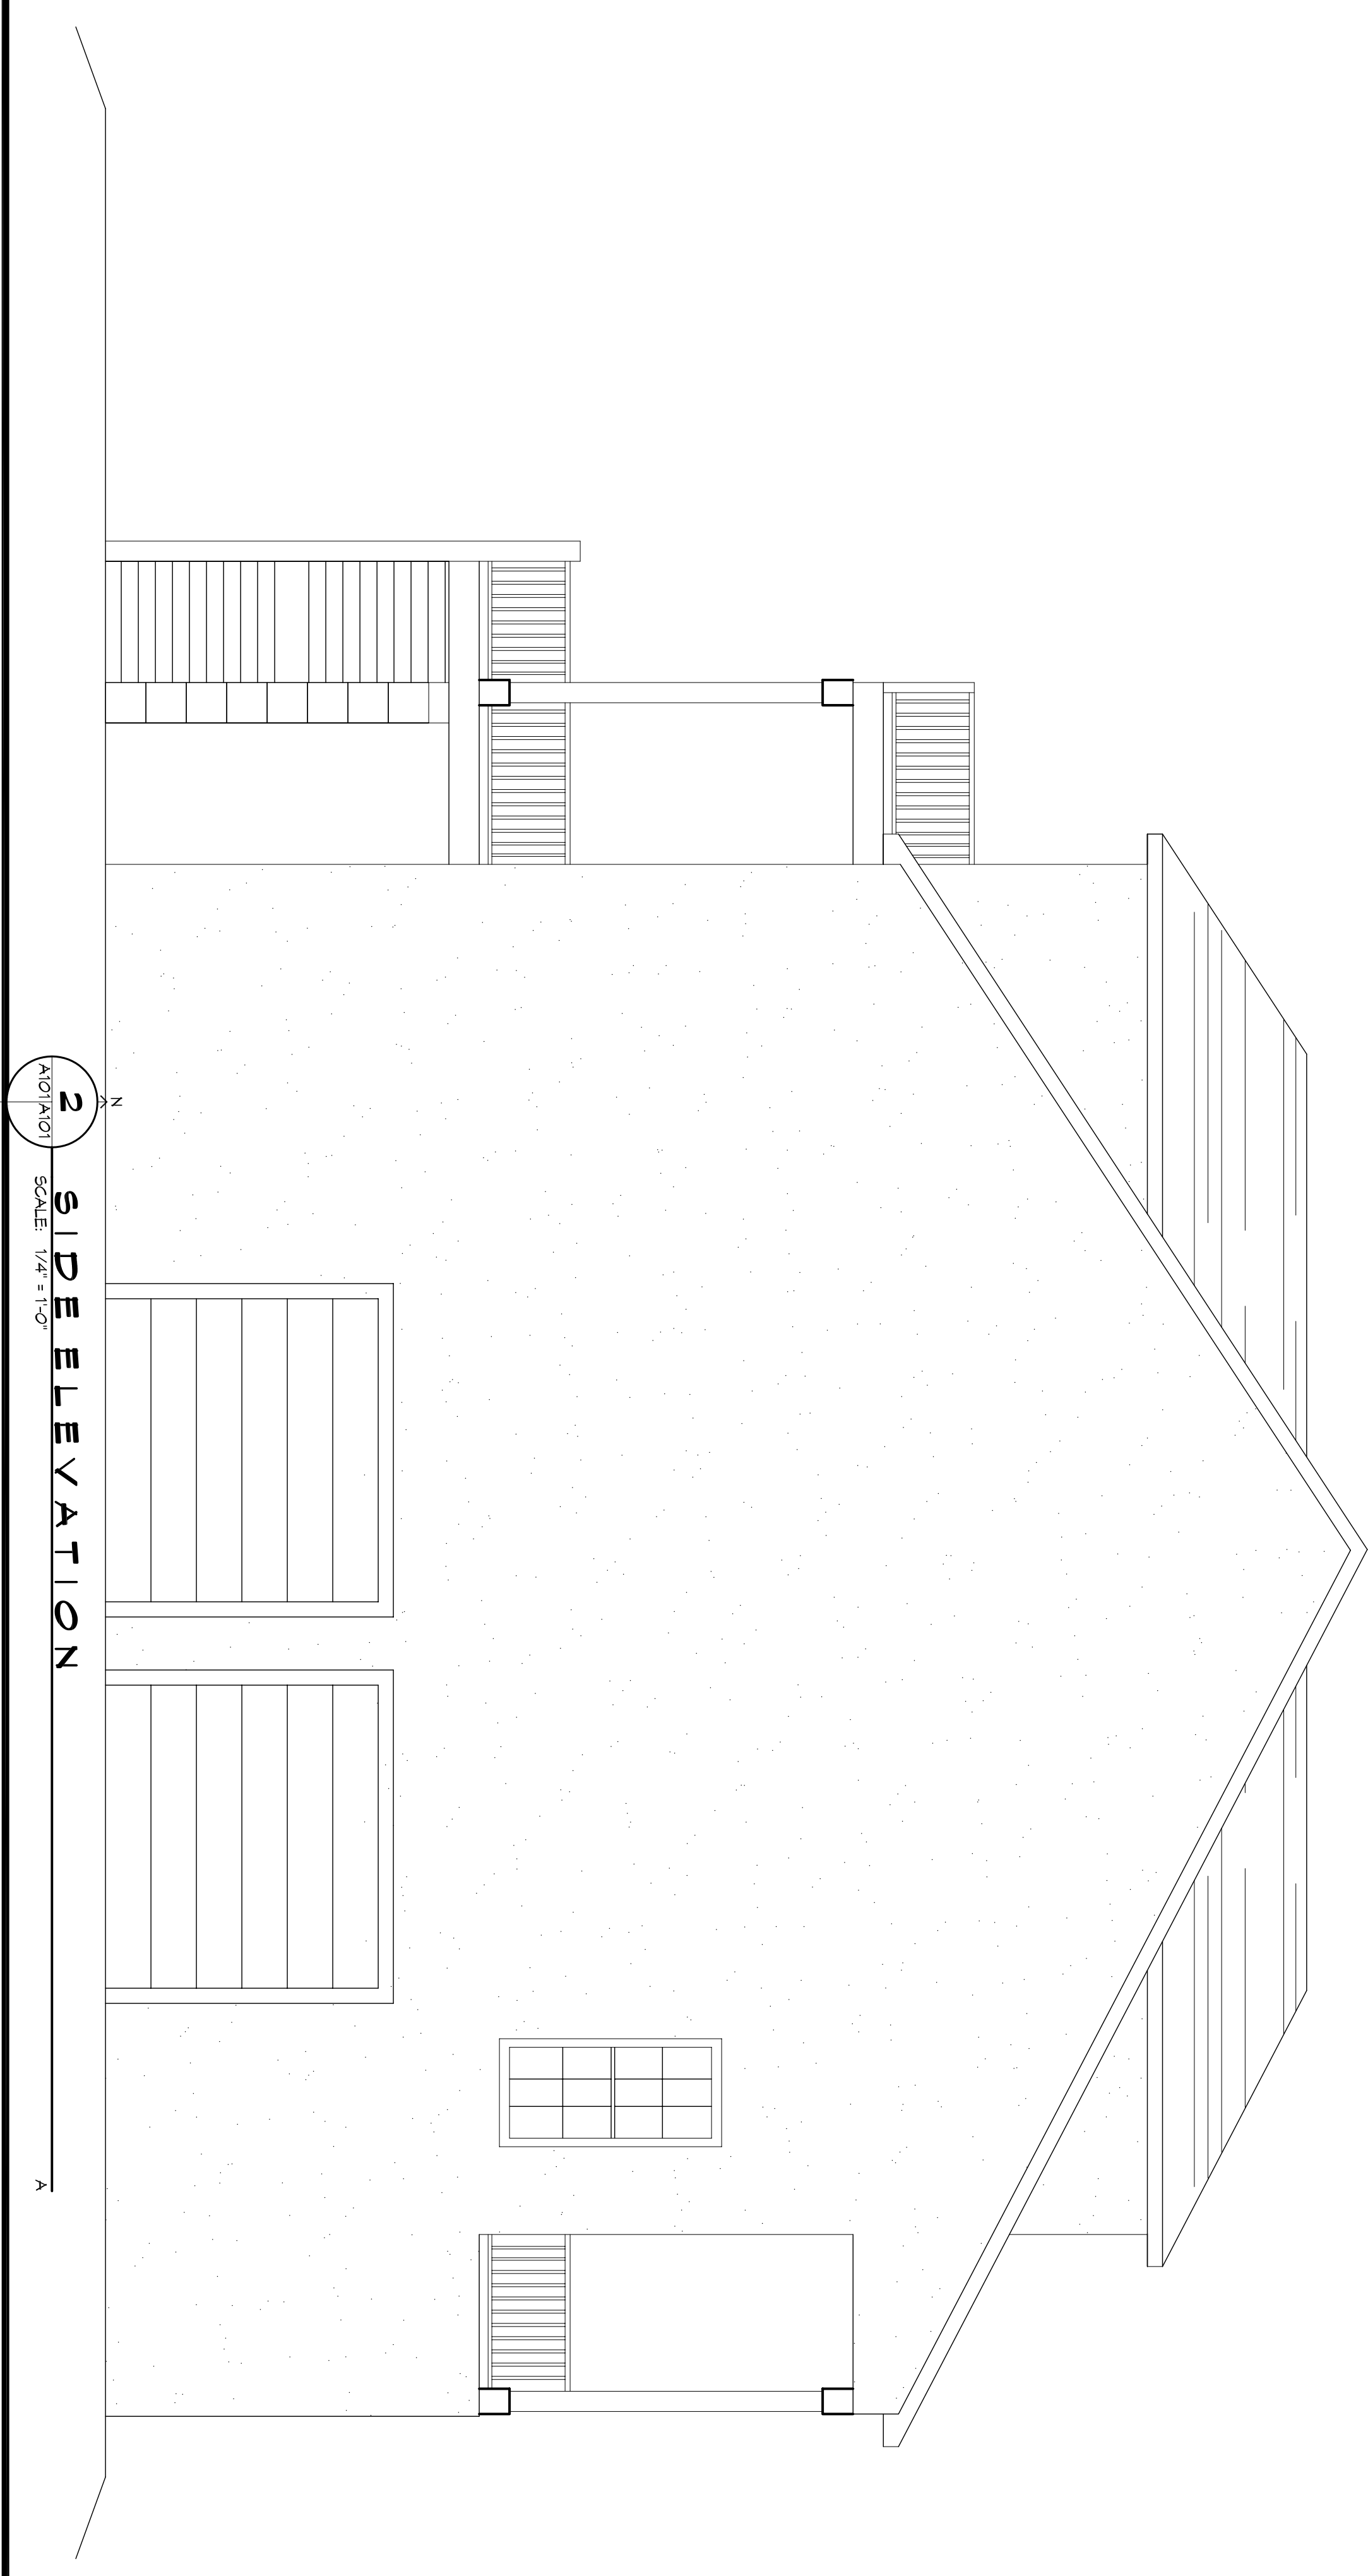 N
2
A101 A101
SIDE ELEVATION
SCALE: 1/4" = 1'-0"
A